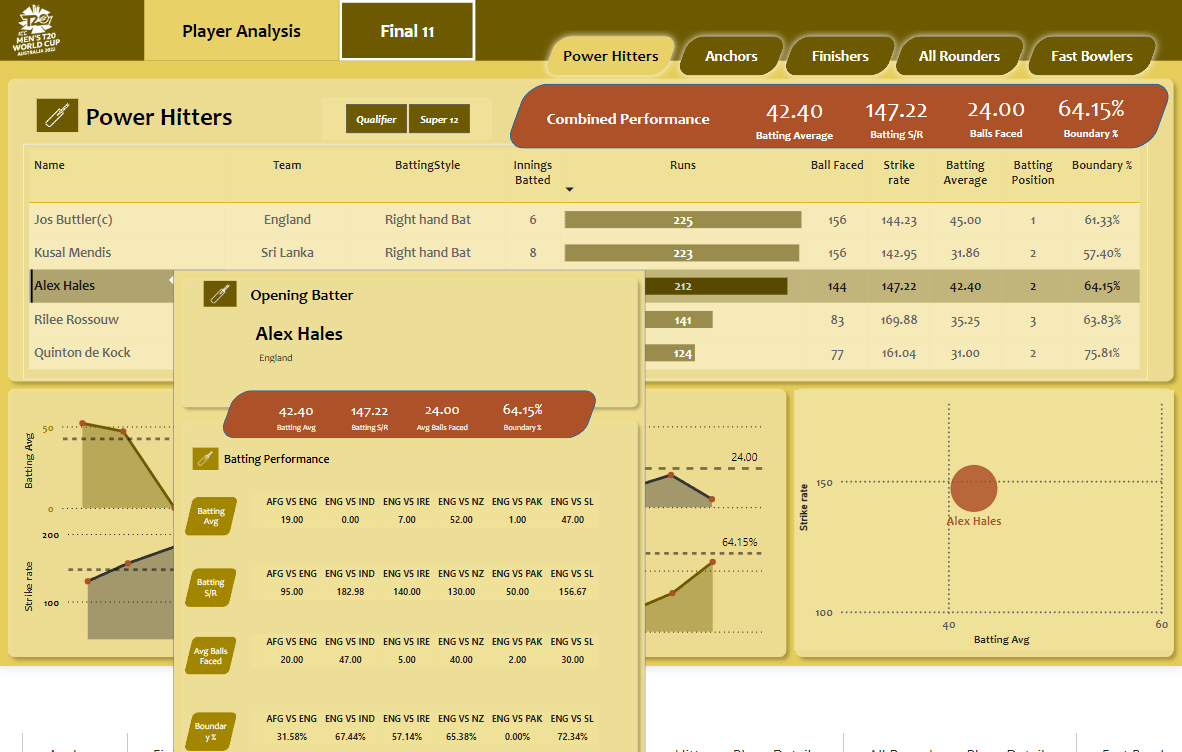 ICC
MEN'S T20
WORLD CUP
AUSTRALIA 2022
Player Analysis
Final 11
Power Hitters
Anchors
Finishers
All Rounders
Fast Bowlers
Power Hitters
Qualifier
Super 12
Combined Performance
42.40
Batting Average
147.22
Batting S/R
24.00
Balls Faced
64.15%
Boundary %
Name Team BattingStyle Innings Batted Runs Ball Faced Strike rate Batting Average Batting Position Boundary %
Jos Buttler(c) England Right hand Bat 6 225 156 144.23 45.00 1 61.33%
Kusal Mendis Sri Lanka Right hand Bat 8 223 156 142.95 31.86 2 57.40%
Alex Hales 212 144 147.22 42.40 2 64.15%
Rilee Rossouw 141 83 169.88 35.25 3 63.83%
Quinton de Kock 124 77 161.04 31.00 2 75.81%
Opening Batter
Alex Hales
England
42.40
Batting Avg
147.22
Batting S/R
24.00
Avg Balls Faced
64.15%
Boundary %
Batting Performance
Batting
Avg
AFG VS ENG ENG VS IND ENG VS IRE ENG VS NZ ENG VS PAK ENG VS SL
19.00 0.00 7.00 52.00 1.00 47.00
Batting
S/R
AFG VS ENG ENG VS IND ENG VS IRE ENG VS NZ ENG VS PAK ENG VS SL
95.00 182.98 140.00 130.00 50.00 156.67
Avg Balls
Faced
AFG VS ENG ENG VS IND ENG VS IRE ENG VS NZ ENG VS PAK ENG VS SL
20.00 47.00 5.00 40.00 2.00 30.00
Boundar
y %
AFG VS ENG ENG VS IND ENG VS IRE ENG VS NZ ENG VS PAK ENG VS SL
31.58% 67.44% 57.14% 65.38% 0.00% 72.34%
Batting Avg
50
0
Strike rate
200
100
24.00
64.15%
Strike rate
150
100
Alex Hales
40
60
Batting Avg